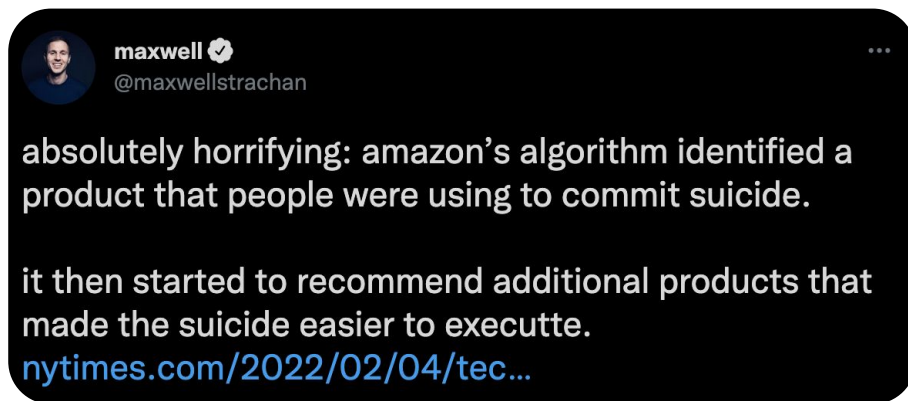 maxwell
@maxwellstrachan
absolutely horrifying: amazon’s algorithm identified a
product that people were using to commit suicide.
it then started to recommend additional products that
made the suicide easier to executte.
nytimes.com/2022/02/04/tec...